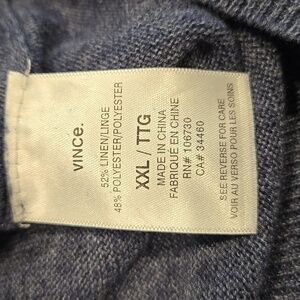 VINCE.
52% LINEN/LINGE
48% POLYESTER/POLYESTER
XXL / TTG
MADE IN CHINA
FABRIQUÉ EN CHINE
RN# 106730
CA# 34460
SEE REVERSE FOR CARE
VOIR AU VERSO POUR LES SOINS